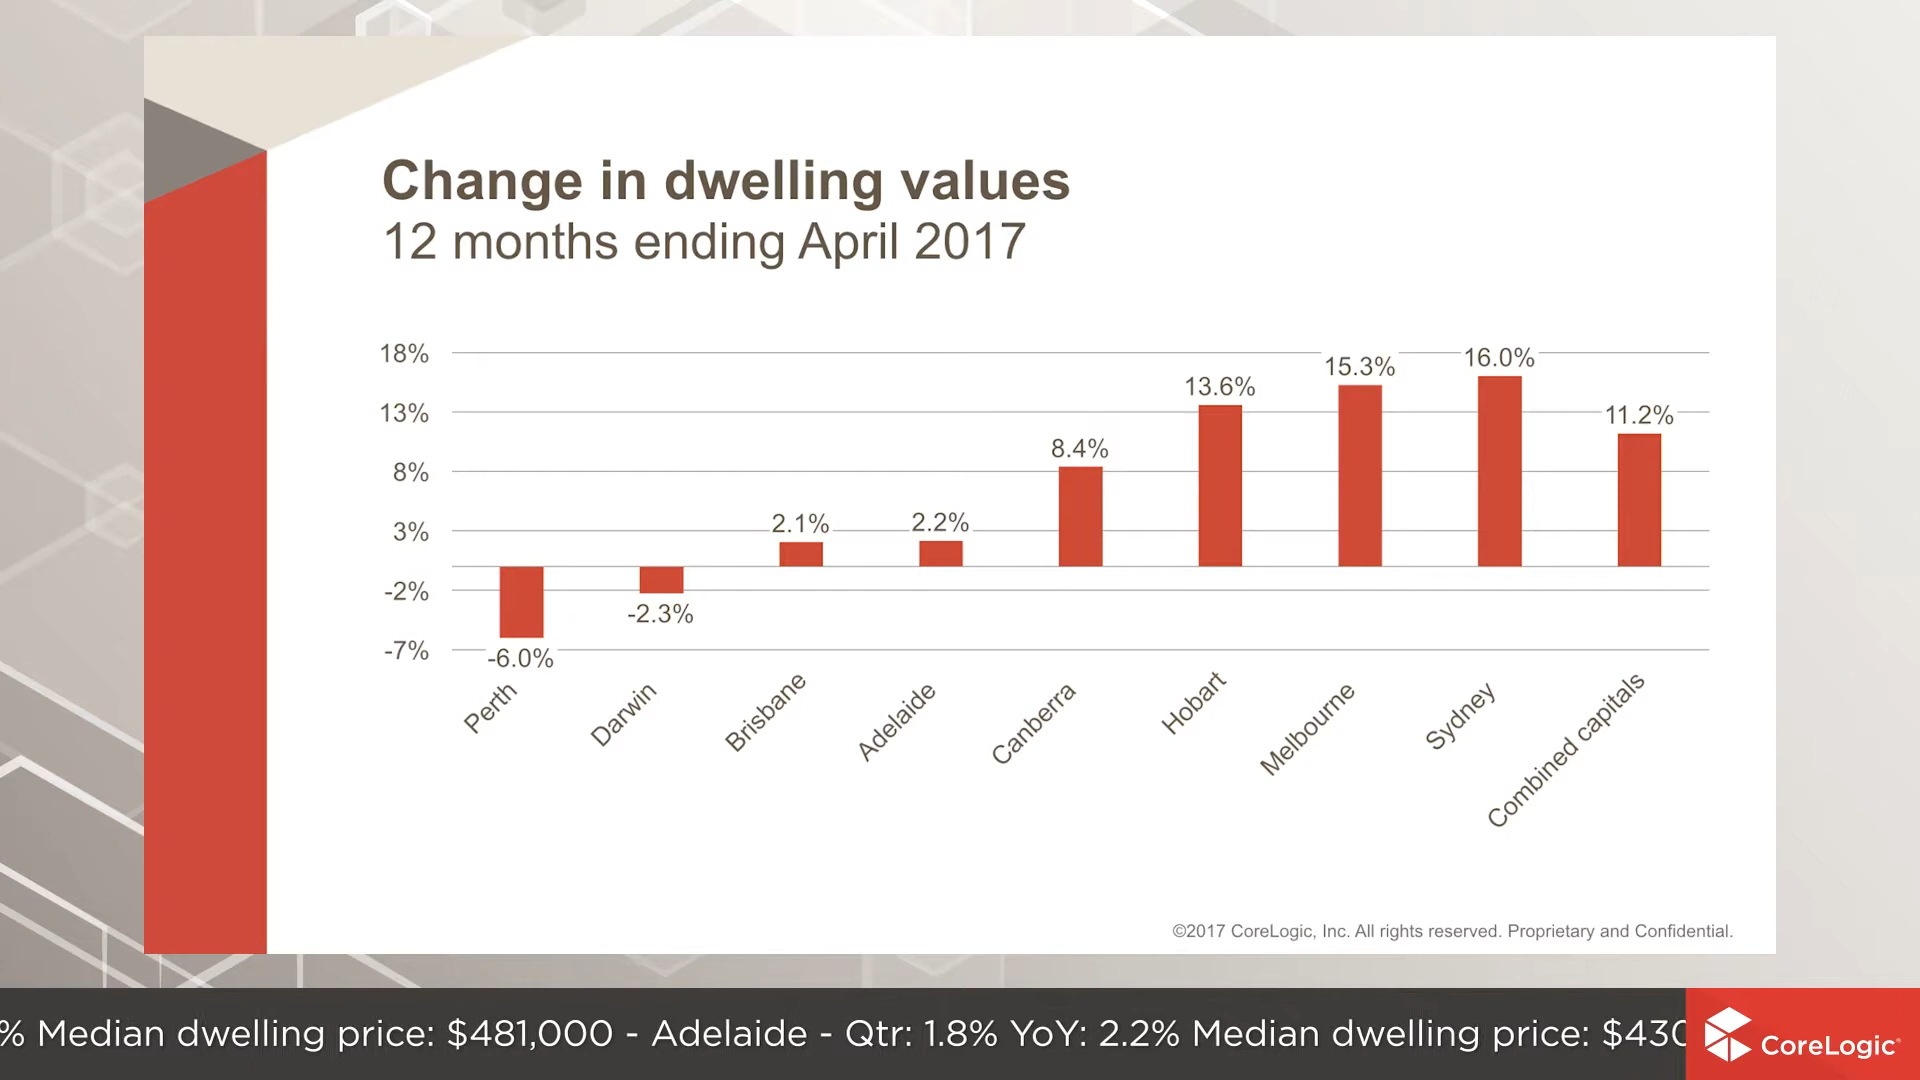 Change in dwelling values
12 months ending April 2017
18%
13%
8%
3%
-2%
-7%
-6.0%
-2.3%
2.1%
2.2%
8.4%
13.6%
15.3%
16.0%
11.2%
Perth
Darwin
Brisbane
Adelaide
Canberra
Hobart
Melbourne
Sydney
Combined capitals
©2017 CoreLogic, Inc. All rights reserved. Proprietary and Confidential.
% Median dwelling price: $481,000 - Adelaide - Qtr: 1.8% YoY: 2.2% Median dwelling price: $430
CoreLogic